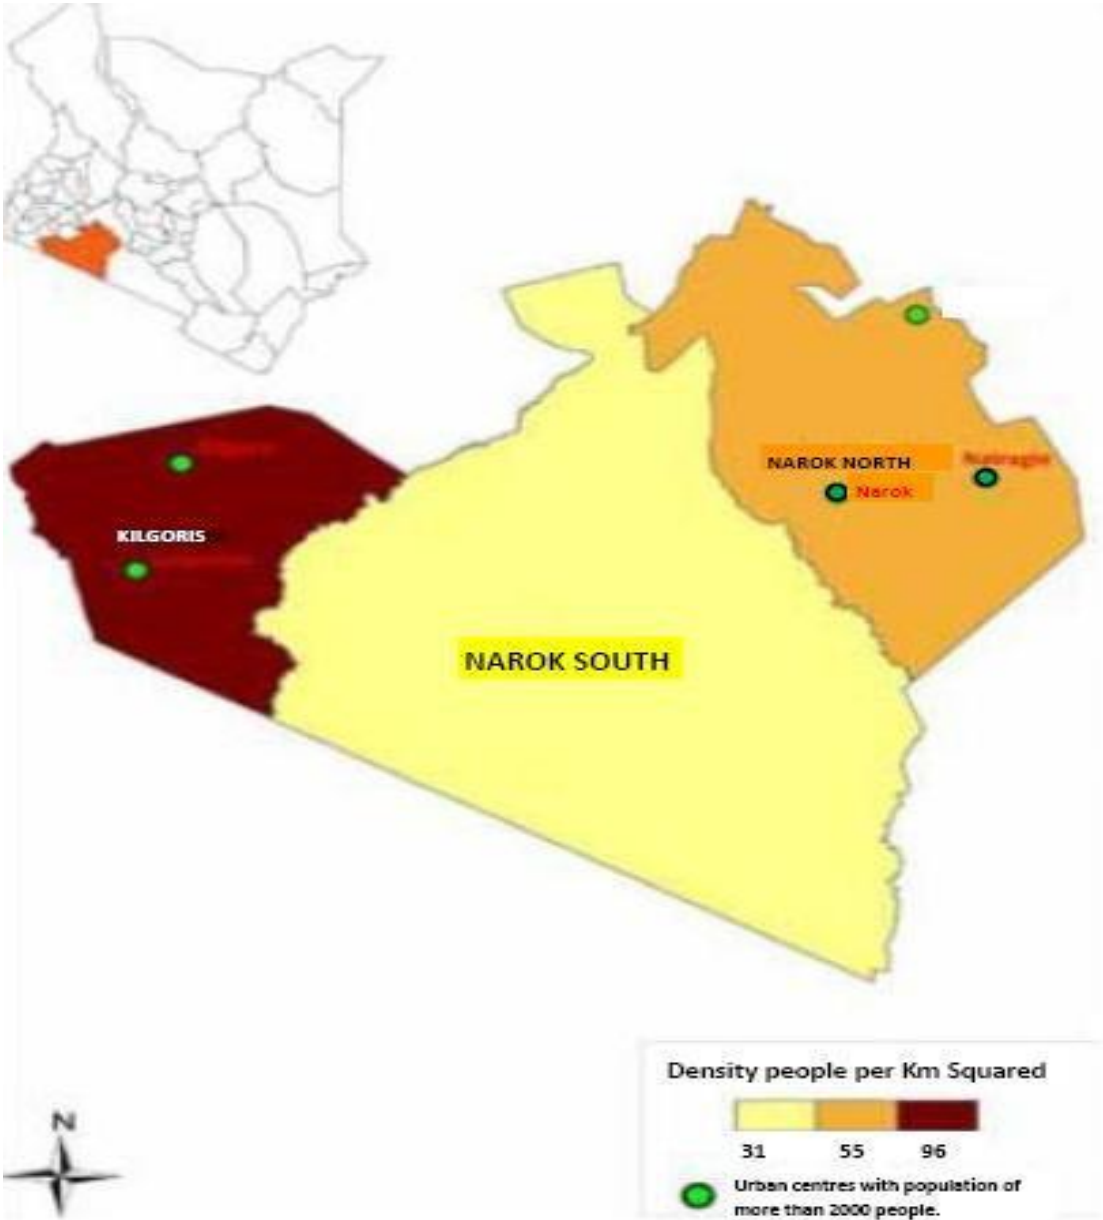 NAROK NORTH
Narok
KILGORIS
NAROK SOUTH
Density people per Km Squared
31 55 96
Urban centres with population of
more than 2000 people.
N